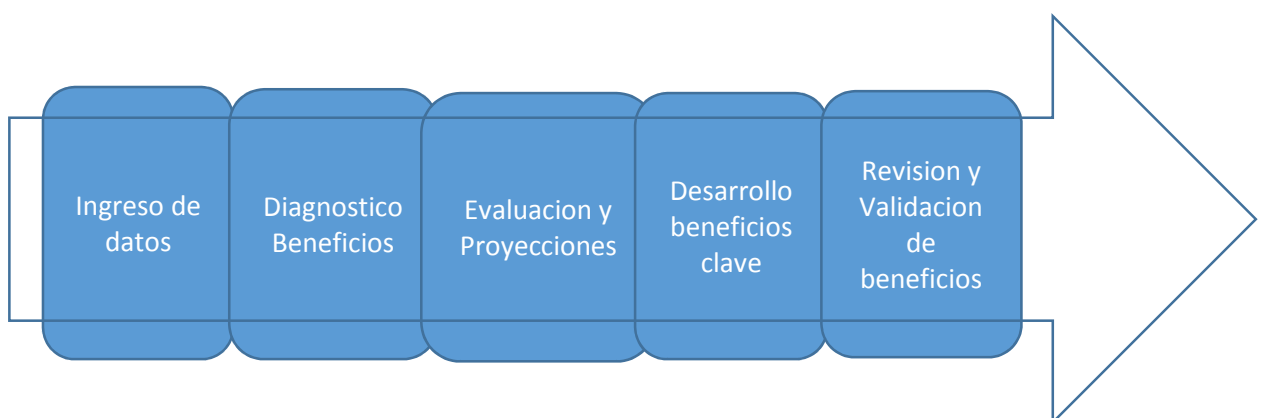 Ingreso de
datos
Diagnostico
Beneficios
Evaluacion y
Proyecciones
Desarrollo
beneficios
clave
Revision y
Validacion
de
beneficios